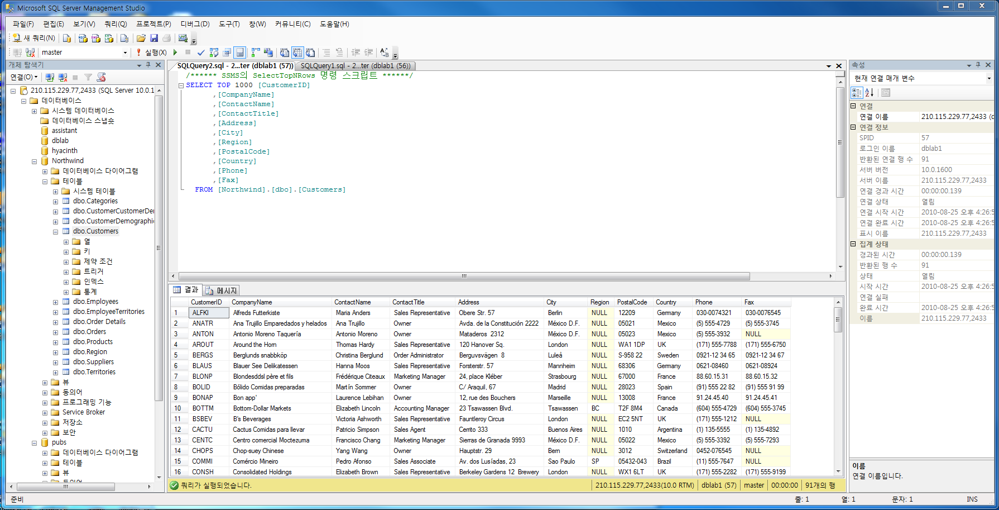 Microsoft SQL Server Management Studio
파일(F) 편집(E) 보기(V) 쿼리(Q) 프로젝트(P) 디버그(D) 도구(T) 창(W) 커뮤니티(C) 도움말(H)
새 쿼리(N)
master 실행(X)
개체 탐색기
연결(O)
210.115.229.77,2433 (SQL Server 10.0.1
데이터베이스
시스템 데이터베이스
데이터베이스 스냅숏
assistant
dblab
hyacinth
Northwind
데이터베이스 다이어그램
테이블
시스템 테이블
dbo.Categories
dbo.CustomerCustomerDe
dbo.CustomerDemographi
dbo.Customers
열
키
제약 조건
트리거
인덱스
통계
dbo.Employees
dbo.EmployeeTerritories
dbo.Order Details
dbo.Orders
dbo.Products
dbo.Region
dbo.Suppliers
dbo.Territories
뷰
동의어
프로그래밍 기능
Service Broker
저장소
보안
pubs
데이터베이스 다이어그램
테이블
뷰
SQLQuery2.sql - 2...ter (dblab1 (57)) SQLQuery1.sql - 2...ter (dblab1 (56))
/****** SSMS의 SelectTopNRows 명령 스크립트 ******/
SELECT TOP 1000 [CustomerID]
,[CompanyName]
,[ContactName]
,[ContactTitle]
,[Address]
,[City]
,[Region]
,[PostalCode]
,[Country]
,[Phone]
,[Fax]
FROM [Northwind].[dbo].[Customers]
결과 메시지
CustomerID CompanyName ContactName ContactTitle Address City Region PostalCode Country Phone Fax
1 ALFKI Alfreds Futterkiste Maria Anders Sales Representative Obere Str. 57 Berlin NULL 12209 Germany 030-0074321 030-0076545
2 ANATR Ana Trujillo Emparedados y helados Ana Trujillo Owner Avda. de la Constitución 2222 México D.F. NULL 05021 Mexico (5) 555-4729 (5) 555-3745
3 ANTON Antonio Moreno Taquería Antonio Moreno Owner Mataderos 2312 México D.F. NULL 05023 Mexico (5) 555-3932 NULL
4 AROUT Around the Horn Thomas Hardy Sales Representative 120 Hanover Sq. London NULL WA1 1DP UK (171) 555-7788 (171) 555-6750
5 BERGS Berglunds snabbköp Christina Berglund Order Administrator Berguvsvägen 8 Luleå NULL S-958 22 Sweden 0921-12 34 65 0921-12 34 67
6 BLAUS Blauer See Delikatessen Hanna Moos Sales Representative Forsterstr. 57 Mannheim NULL 68306 Germany 0621-08460 0621-08924
7 BLONP Blondesddsl père et fils Frédérique Citeaux Marketing Manager 24, place Kléber Strasbourg NULL 67000 France 88.60.15.31 88.60.15.32
8 BOLID Bólido Comidas preparadas Martín Sommer Owner C/ Araquil, 67 Madrid NULL 28023 Spain (91) 555 22 82 (91) 555 91 99
9 BONAP Bon app' Laurence Lebihan Owner 12, rue des Bouchers Marseille NULL 13008 France 91.24.45.40 91.24.45.41
10 BOTTM Bottom-Dollar Markets Elizabeth Lincoln Accounting Manager 23 Tsawassen Blvd. Tsawassen BC T2F 8M4 Canada (604) 555-4729 (604) 555-3745
11 BSBEV B's Beverages Victoria Ashworth Sales Representative Fauntleroy Circus London NULL EC2 5NT UK (171) 555-1212 NULL
12 CACTU Cactus Comidas para llevar Patricio Simpson Sales Agent Cerrito 333 Buenos Aires NULL 1010 Argentina (1) 135-5555 (1) 135-4892
13 CENTC Centro comercial Moctezuma Francisco Chang Marketing Manager Sierras de Granada 9993 México D.F. NULL 05022 Mexico (5) 555-3392 (5) 555-7293
14 CHOPS Chop-suey Chinese Yang Wang Owner Hauptstr. 29 Bern NULL 3012 Switzerland 0452-076545 NULL
15 COMMI Comércio Mineiro Pedro Afonso Sales Associate Av. dos Lusíadas, 23 Sao Paulo SP 05432-043 Brazil (11) 555-7647 NULL
16 CONSH Consolidated Holdings Elizabeth Brown Sales Representative Berkeley Gardens 12 Brewery London NULL WX1 6LT UK (171) 555-2282 (171) 555-9199
쿼리가 실행되었습니다. 210.115.229.77,2433(10.0 RTM) dblab1 (57) master 00:00:00 91개의 행
속성
현재 연결 매개 변수
연결
연결 이름 210.115.229.77,2433 (d
연결 정보
SPID 57
로그인 이름 dblab1
반환된 연결 행 수 91
서버 버전 10.0.1600
서버 이름 210.115.229.77,2433
연결 경과 시간 00:00:00.139
연결 상태 열림
연결 시작 시간 2010-08-25 오후 4:26:5
연결 완료 시간 2010-08-25 오후 4:26:5
표시 이름 210.115.229.77,2433
집계 상태
경과된 시간 00:00:00.139
반환된 행 수 91
상태 열림
시작 시간 2010-08-25 오후 4:26:5
연결 실패
완료 시간 2010-08-25 오후 4:26:5
이름 210.115.229.77,2433
이름
연결 이름입니다.
준비 줄: 1 열: 1 문자: 1 INS